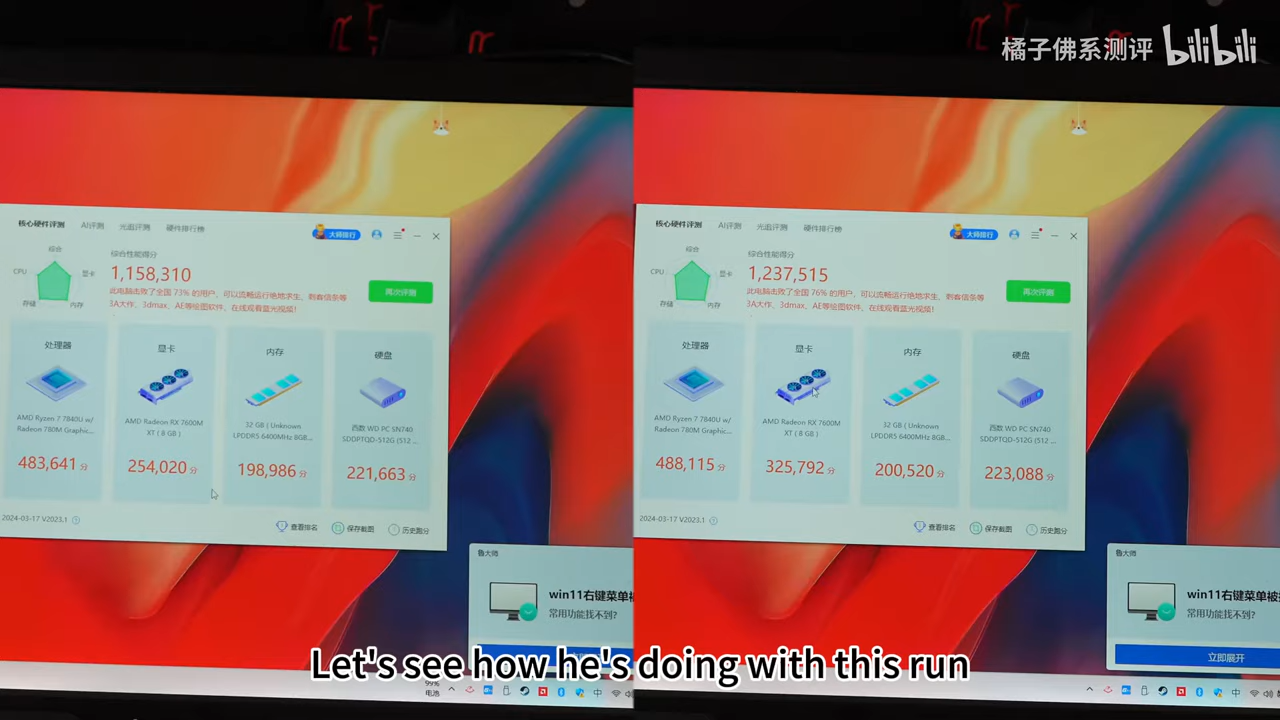 橘子佛系测评 bilibili
核心硬件评测 AI评测 光追评测 硬件排行榜
大师排行
综合
CPU
显卡
存储
内存
综合性能得分
1,158,310
此电脑击败了全国 73% 的用户，可以流畅运行绝地求生、刺客信条等
3A大作、3dmax、AE等绘图软件、在线观看蓝光视频！
再次评测
处理器
AMD Ryzen 7 7840U w/
Radeon 780M Graphic...
483,641 分
显卡
AMD Radeon RX 7600M
XT ( 8 GB )
254,020 分
内存
32 GB ( Unknown
LPDDR5 6400MHz 8GB...
198,986 分
硬盘
西数 WD PC SN740
SDDPTQD-512G (512 ...
221,663 分
2024-03-17 V2023.1
查看排名
保存截图
历史跑分
鲁大师
win11右键菜单被
常用功能找不到?
99%
电池
核心硬件评测 AI评测 光追评测 硬件排行榜
大师排行
综合
CPU
显卡
存储
内存
综合性能得分
1,237,515
此电脑击败了全国 76% 的用户，可以流畅运行绝地求生、刺客信条等
3A大作、3dmax、AE等绘图软件、在线观看蓝光视频！
再次评测
处理器
AMD Ryzen 7 7840U w/
Radeon 780M Graphic...
488,115 分
显卡
AMD Radeon RX 7600M
XT ( 8 GB )
325,792 分
内存
32 GB ( Unknown
LPDDR5 6400MHz 8GB...
200,520 分
硬盘
西数 WD PC SN740
SDDPTQD-512G (512 ...
223,088 分
2024-03-17 V2023.1
查看排名
保存截图
历史跑分
鲁大师
win11右键菜单被
常用功能找不到?
立即展开
中
中
Let's see how he's doing with this run